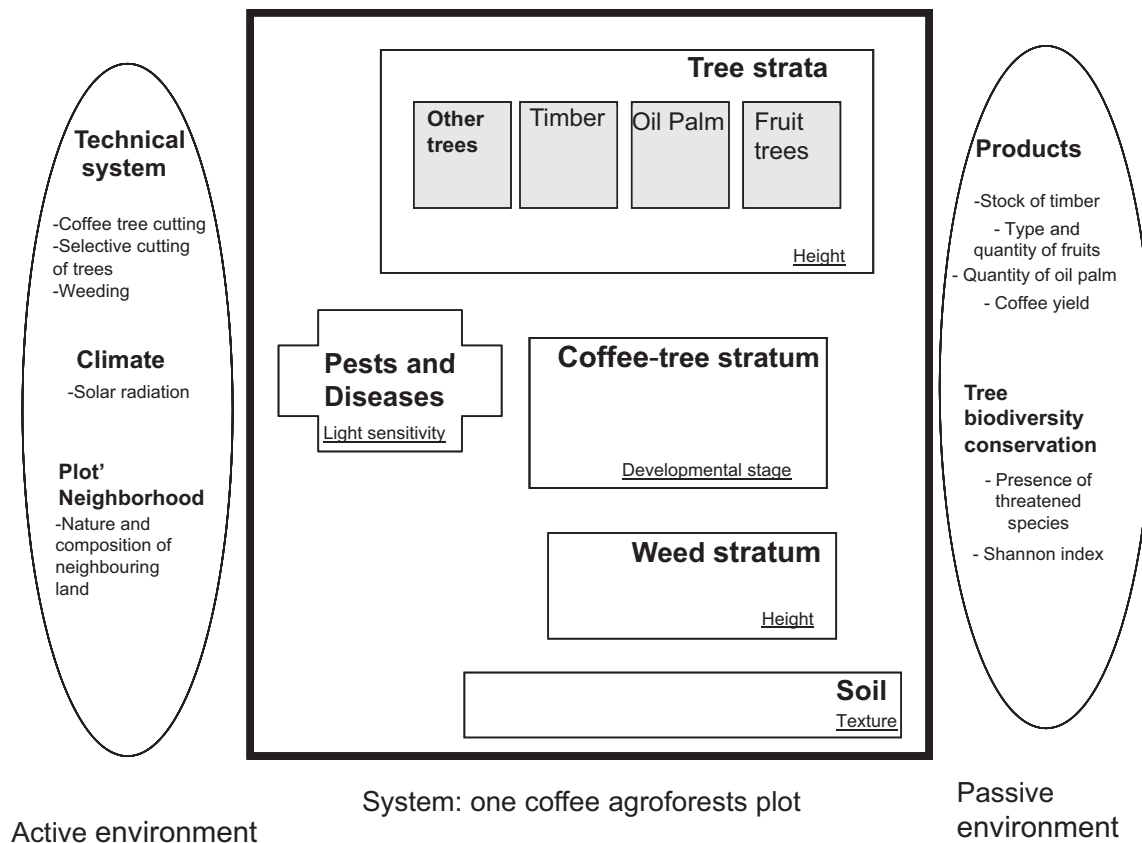 Technical
system
-Coffee tree cutting
-Selective cutting
of trees
-Weeding
Climate
-Solar radiation
Plot’
Neighborhood
-Nature and
composition of
neighbouring
land
Active environment
Tree strata
Other
trees
Timber
Oil Palm
Fruit
trees
Height
Pests and
Diseases
Light sensitivity
Coffee-tree stratum
Developmental stage
Weed stratum
Height
Soil
Texture
System: one coffee agroforests plot
Products
-Stock of timber
- Type and
quantity of fruits
- Quantity of oil palm
- Coffee yield
Tree
biodiversity
conservation
- Presence of
threatened
species
- Shannon index
Passive
environment